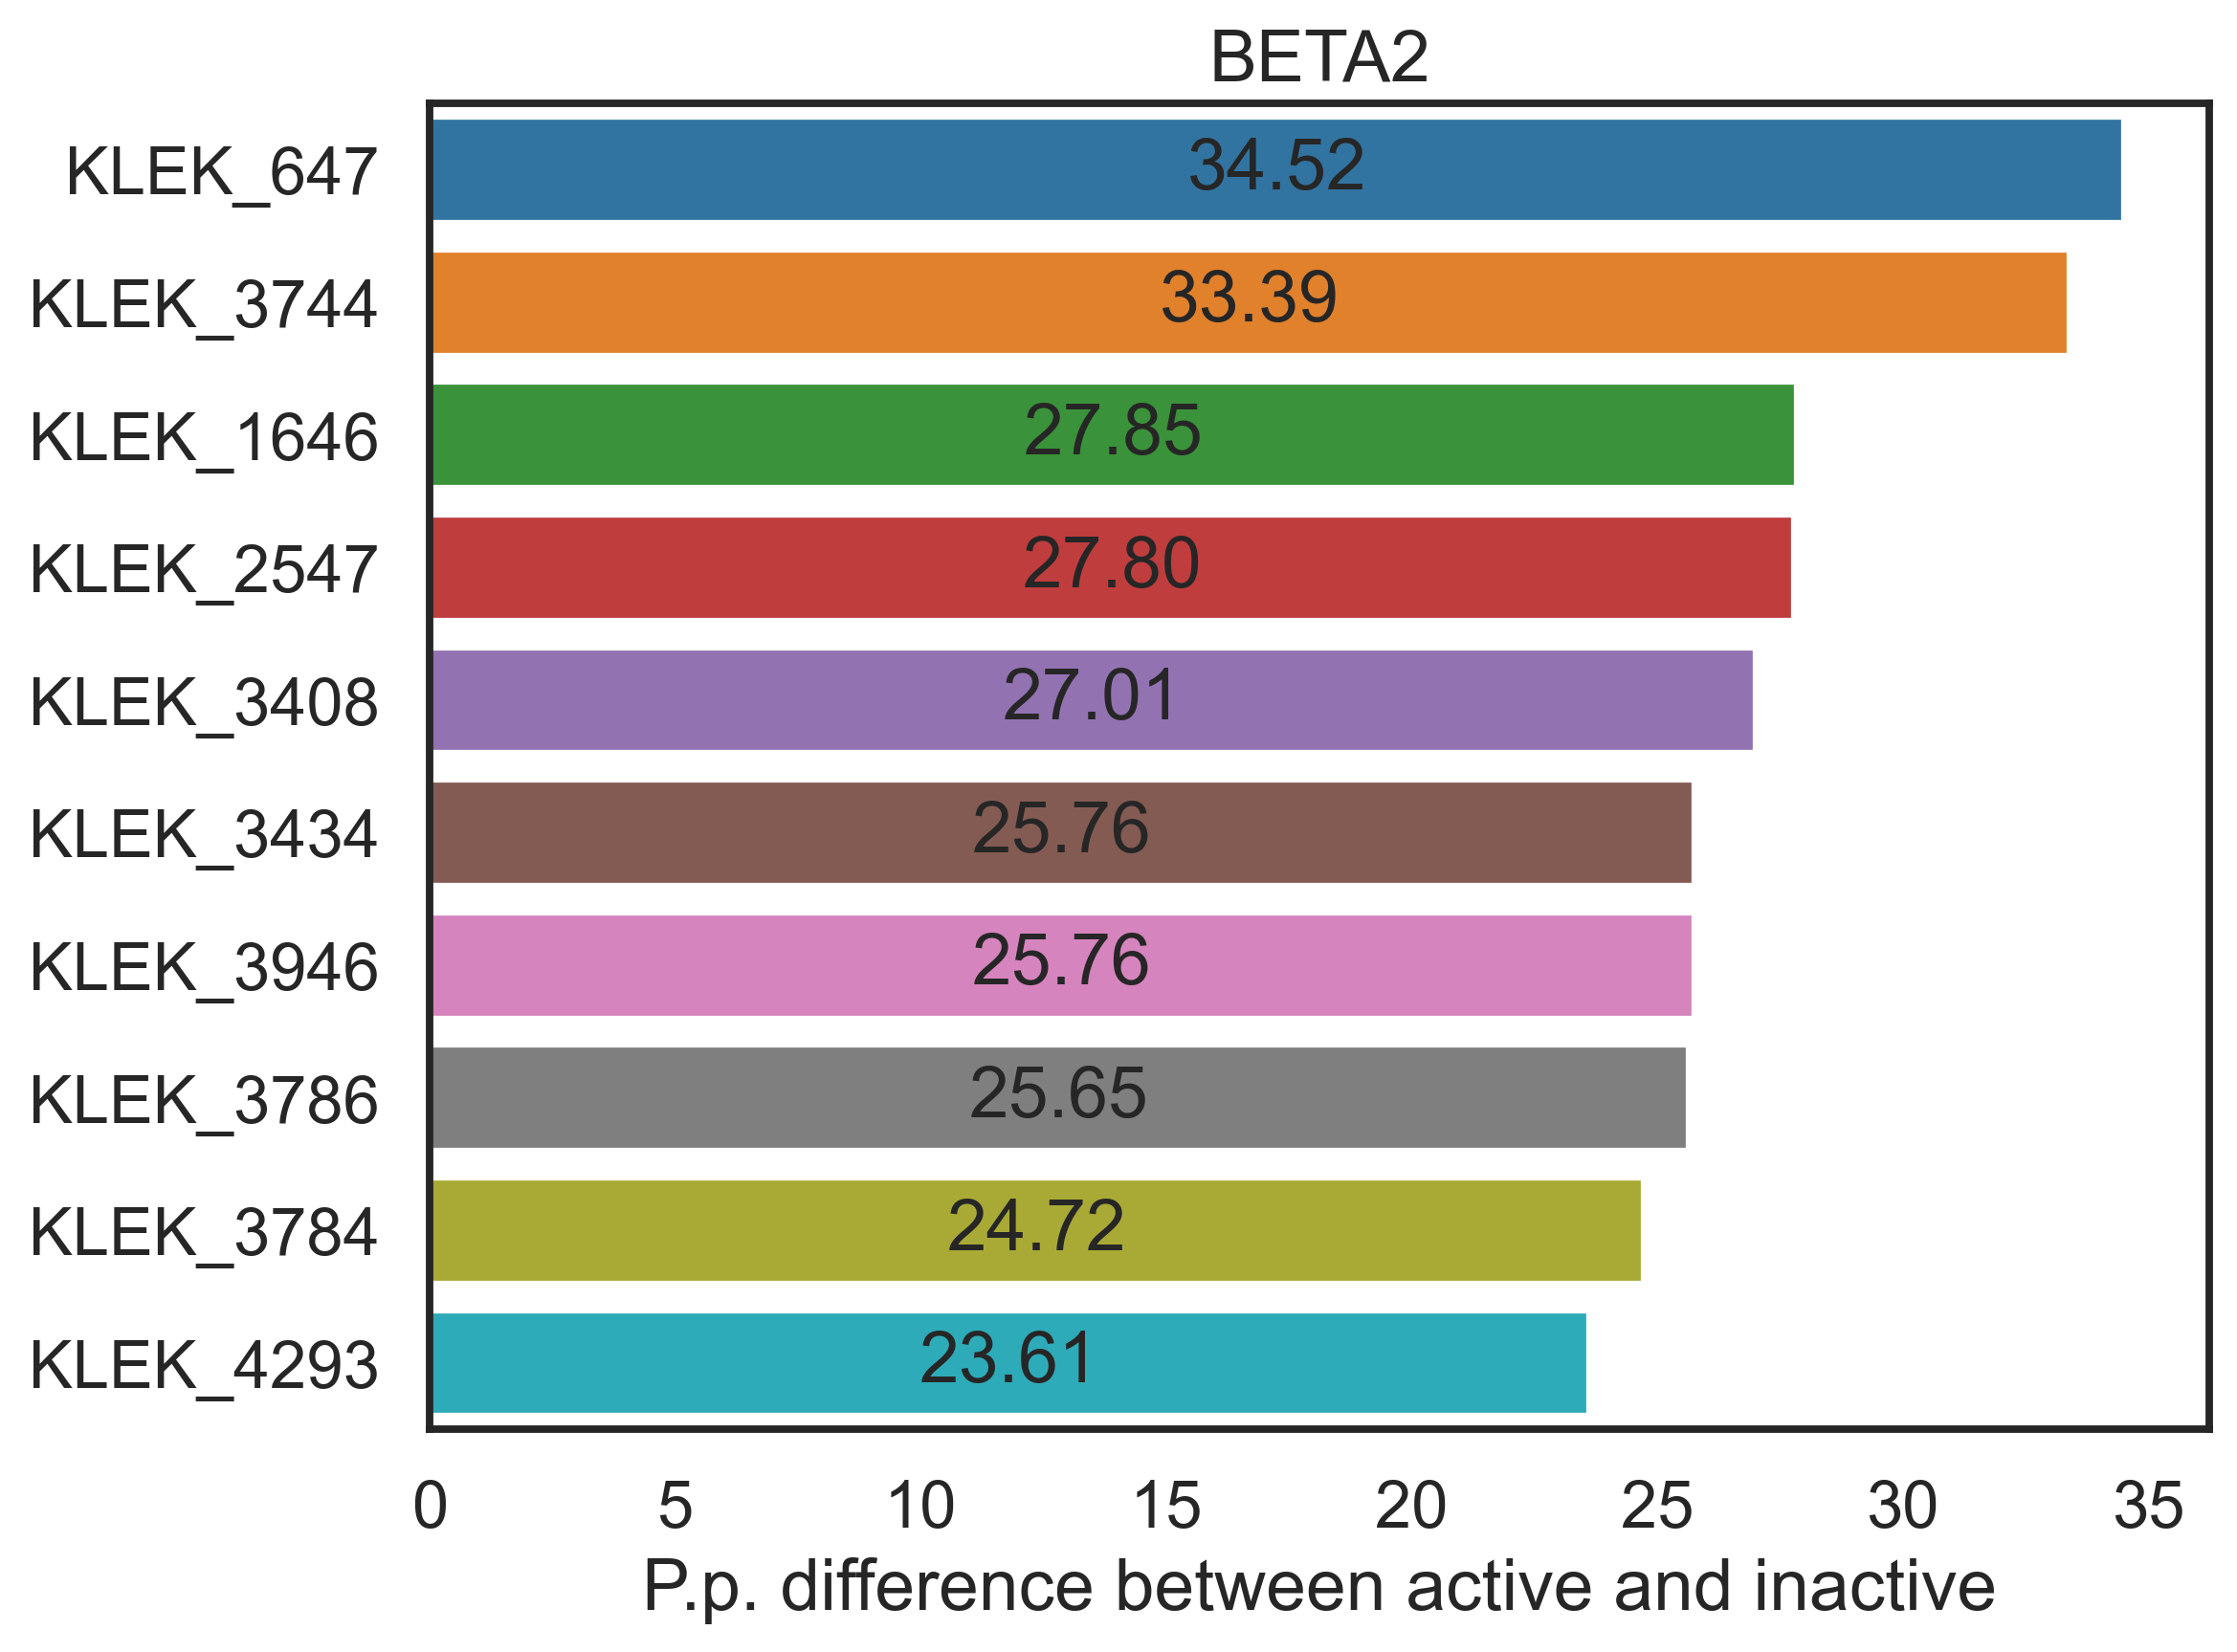 BETA2
KLEK_647 34.52
KLEK_3744 33.39
KLEK_1646 27.85
KLEK_2547 27.80
KLEK_3408 27.01
KLEK_3434 25.76
KLEK_3946 25.76
KLEK_3786 25.65
KLEK_3784 24.72
KLEK_4293 23.61
0 5 10 15 20 25 30 35
P.p. difference between active and inactive